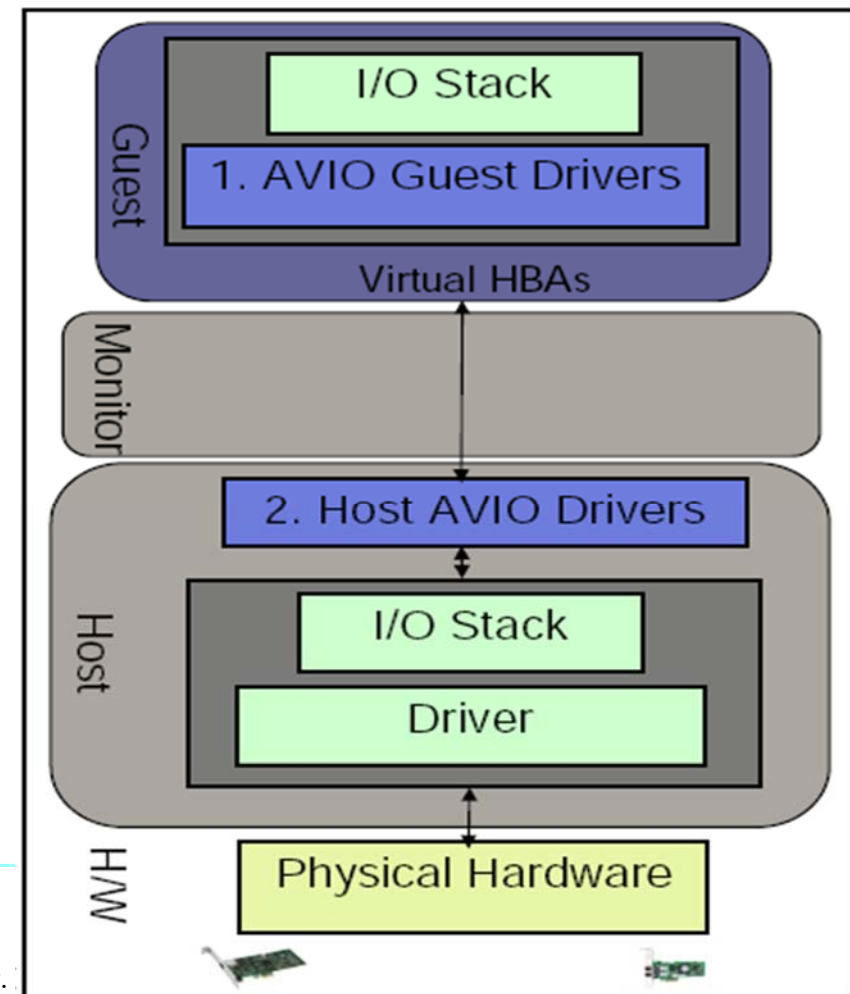 Guest
I/O Stack
1. AVIO Guest Drivers
Virtual HBAs
Monitor
Host
2. Host AVIO Drivers
I/O Stack
Driver
H/W
Physical Hardware